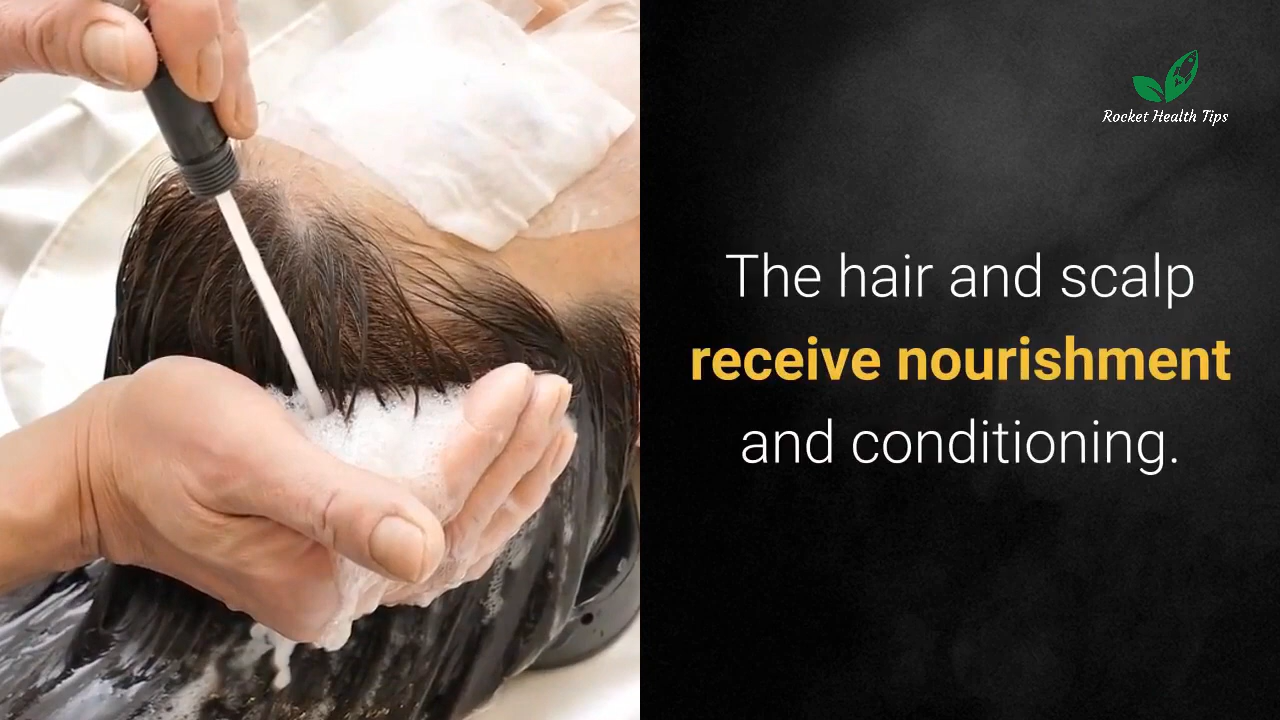 Rocket Health Tips
The hair and scalp
receive nourishment
and conditioning.